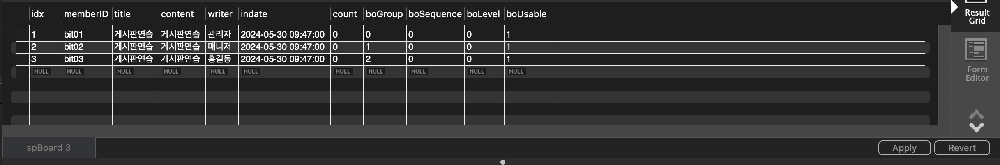 idx memberID title content writer indate count boGroup boSequence boLevel boUsable
1 bit01 게시판연습 게시판연습 관리자 2024-05-30 09:47:00 0 0 0 0 1
2 bit02 게시판연습 게시판연습 매니저 2024-05-30 09:47:00 0 1 0 0 1
3 bit03 게시판연습 게시판연습 홍길동 2024-05-30 09:47:00 0 2 0 0 1
NULL NULL NULL NULL NULL NULL NULL NULL NULL NULL NULL
Result
Grid
Form
Editor
spBoard 3
Apply Revert